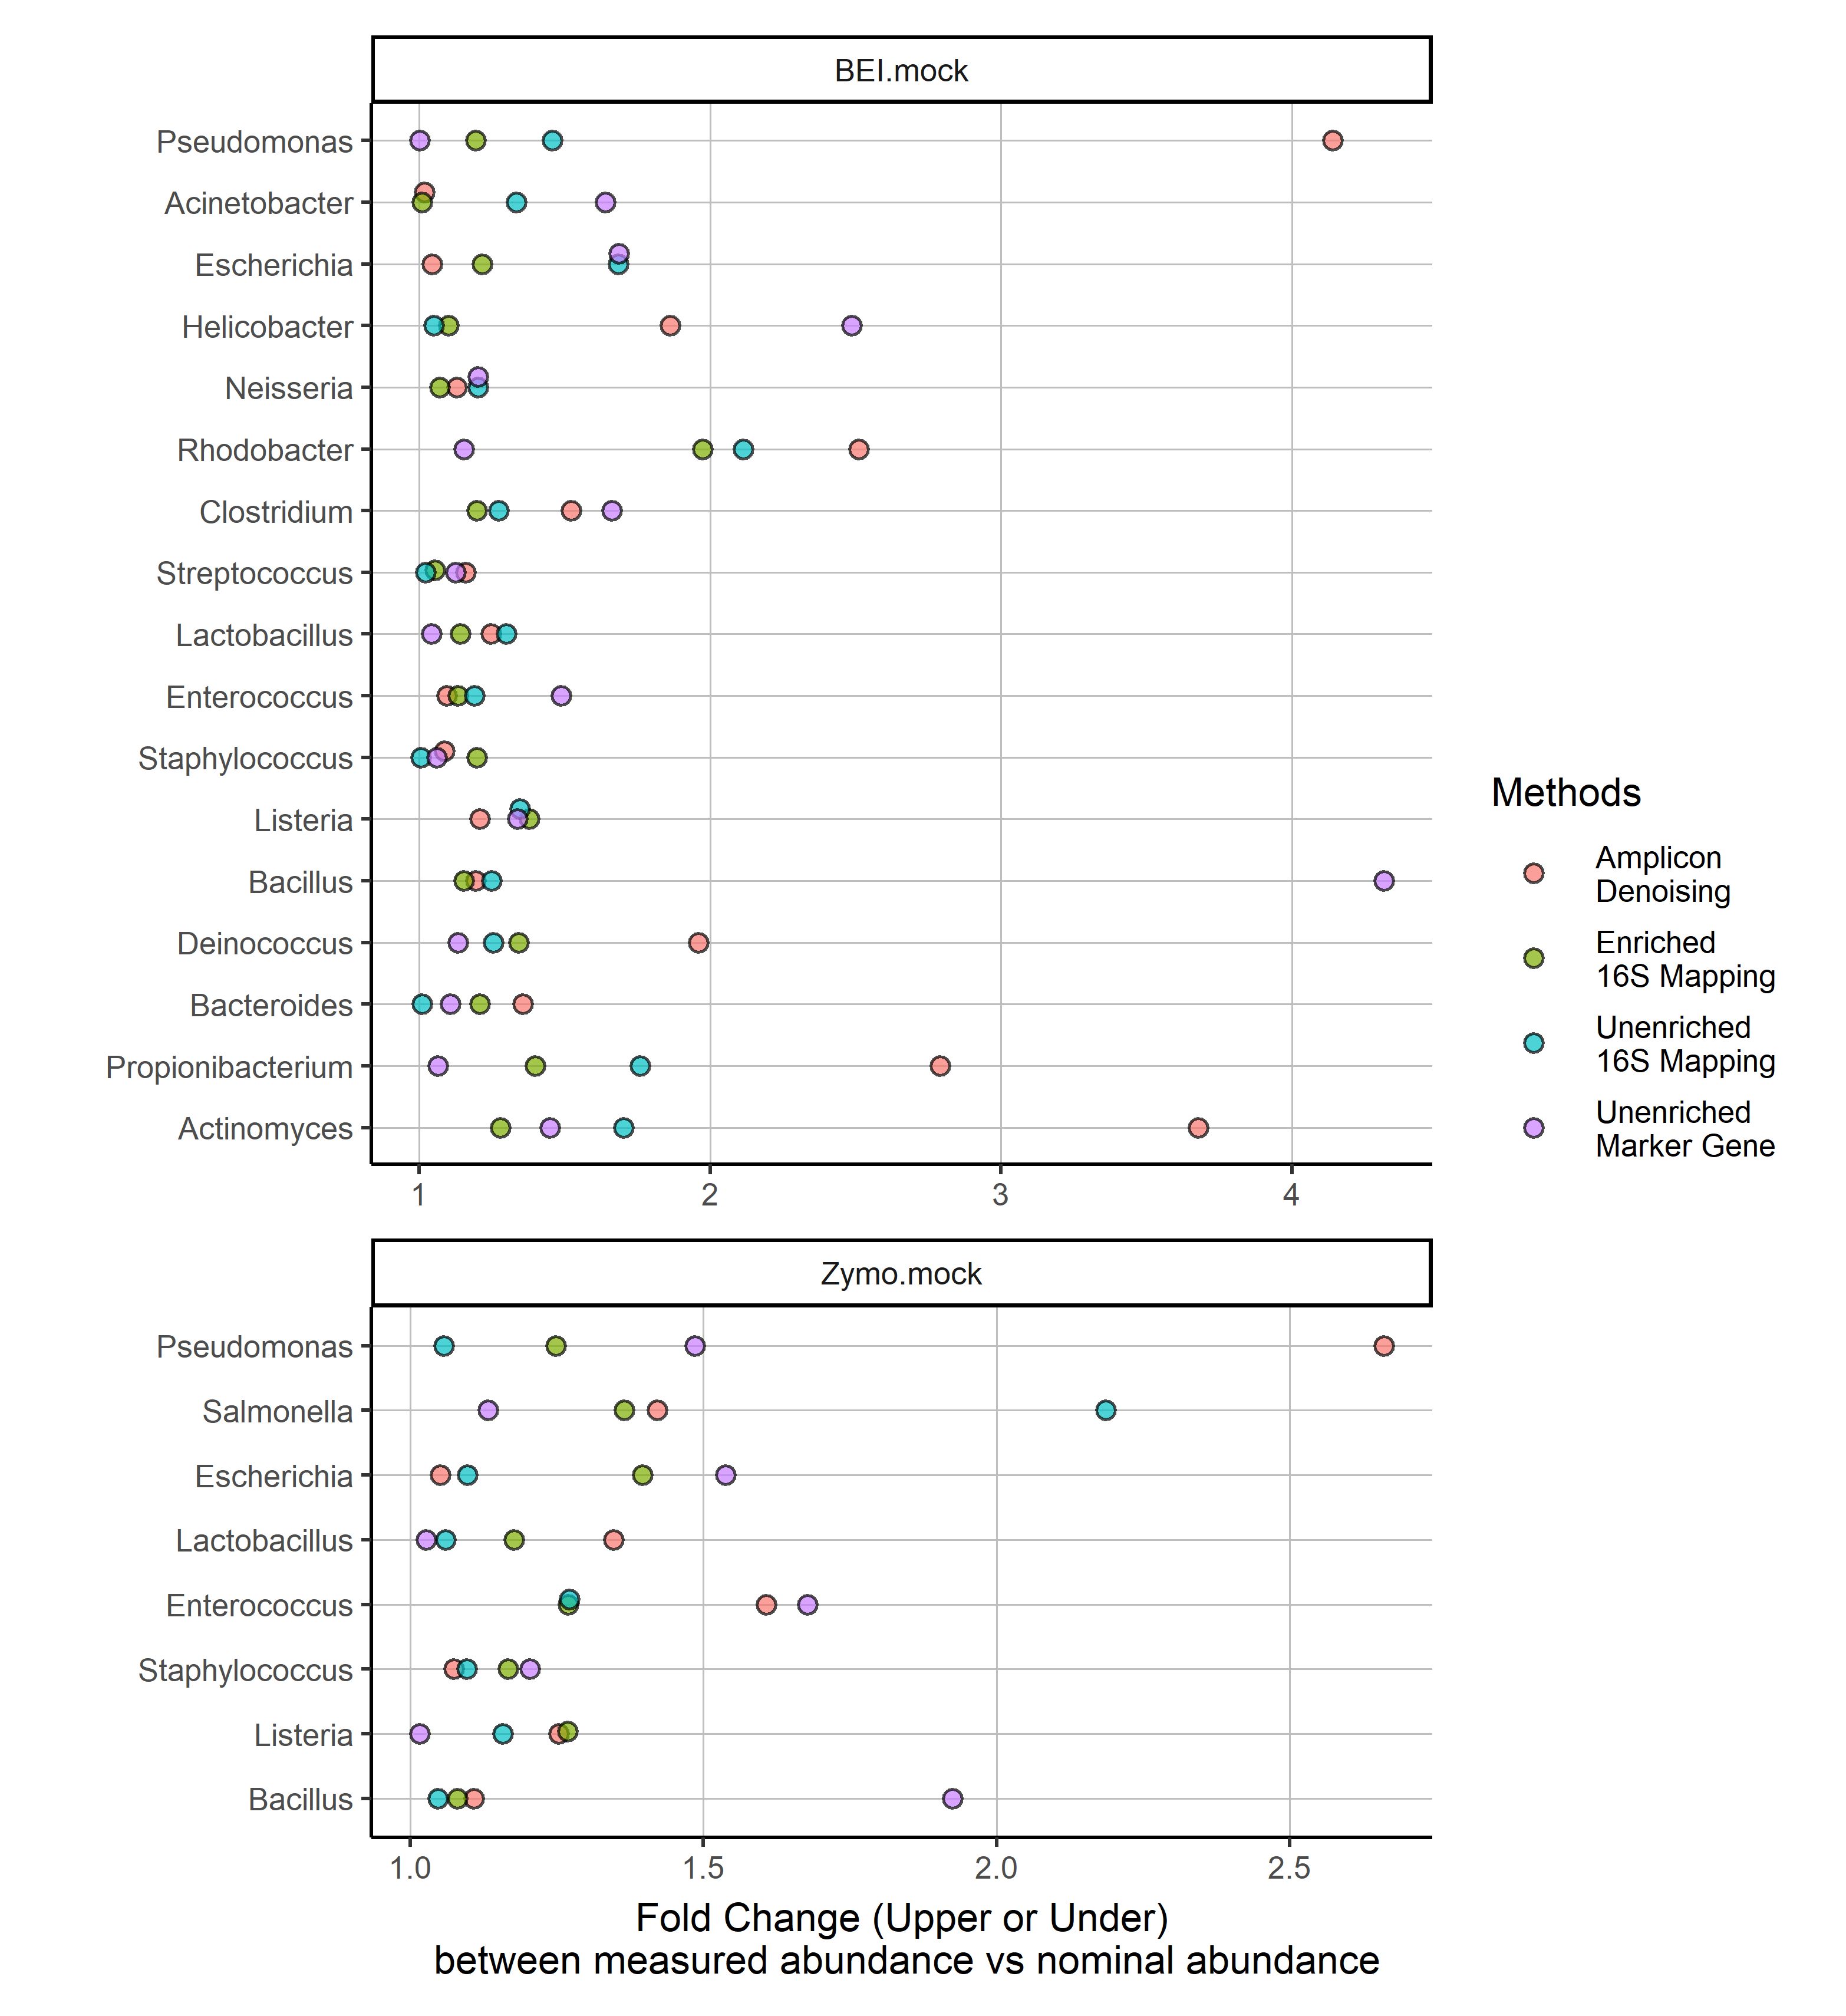 BEI.mock
Pseudomonas
Acinetobacter
Escherichia
Helicobacter
Neisseria
Rhodobacter
Clostridium
Streptococcus
Lactobacillus
Enterococcus
Staphylococcus
Listeria
Bacillus
Deinococcus
Bacteroides
Propionibacterium
Actinomyces
1 2 3 4
Zymo.mock
Pseudomonas
Salmonella
Escherichia
Lactobacillus
Enterococcus
Staphylococcus
Listeria
Bacillus
1.0 1.5 2.0 2.5
Fold Change (Upper or Under)
between measured abundance vs nominal abundance
Methods
Amplicon
Denoising
Enriched
16S Mapping
Unenriched
16S Mapping
Unenriched
Marker Gene